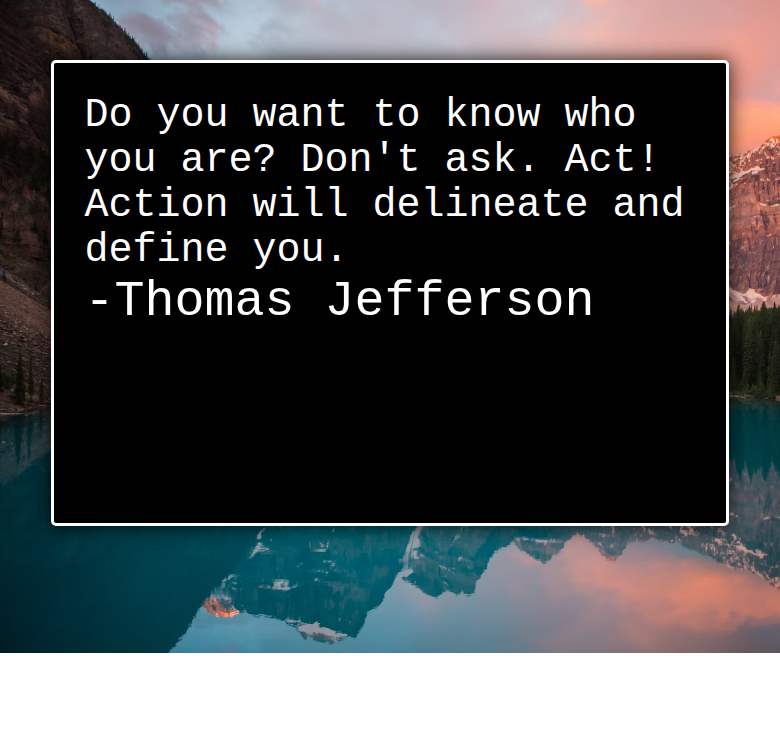 Do you want to know who
you are? Don't ask. Act!
Action will delineate and
define you.
-Thomas Jefferson